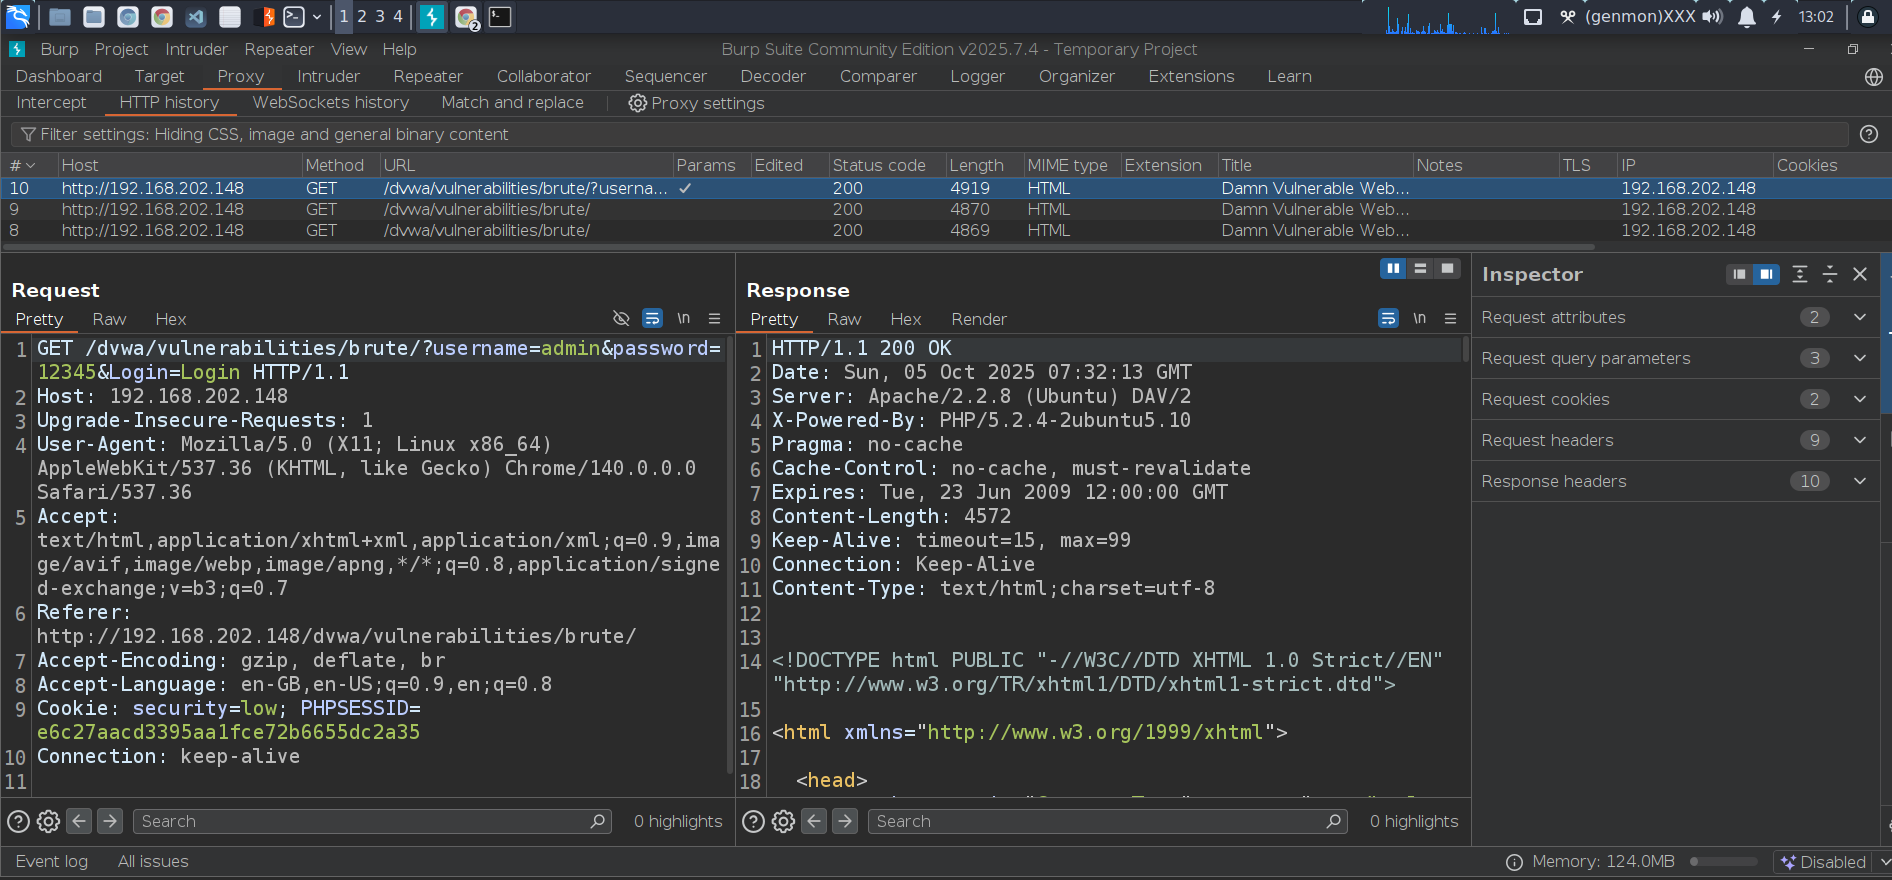 1 2 3 4
2
(genmon)XXX
13:02
Burp Project Intruder Repeater View Help
Burp Suite Community Edition v2025.7.4 - Temporary Project
Dashboard Target Proxy Intruder Repeater Collaborator Sequencer Decoder Comparer Logger Organizer Extensions Learn
Intercept HTTP history WebSockets history Match and replace Proxy settings
Filter settings: Hiding CSS, image and general binary content
# Host Method URL Params Edited Status code Length MIME type Extension Title Notes TLS IP Cookies
10 http://192.168.202.148 GET /dvwa/vulnerabilities/brute/?userna... ✓ 200 4919 HTML Damn Vulnerable Web... 192.168.202.148
9 http://192.168.202.148 GET /dvwa/vulnerabilities/brute/ 200 4870 HTML Damn Vulnerable Web... 192.168.202.148
8 http://192.168.202.148 GET /dvwa/vulnerabilities/brute/ 200 4869 HTML Damn Vulnerable Web... 192.168.202.148
Request
Pretty Raw Hex \n
1 GET /dvwa/vulnerabilities/brute/?username=admin&password=
12345&Login=Login HTTP/1.1
2 Host: 192.168.202.148
3 Upgrade-Insecure-Requests: 1
4 User-Agent: Mozilla/5.0 (X11; Linux x86_64)
AppleWebKit/537.36 (KHTML, like Gecko) Chrome/140.0.0.0
Safari/537.36
5 Accept:
text/html,application/xhtml+xml,application/xml;q=0.9,ima
ge/avif,image/webp,image/apng,*/*;q=0.8,application/signe
d-exchange;v=b3;q=0.7
6 Referer:
http://192.168.202.148/dvwa/vulnerabilities/brute/
7 Accept-Encoding: gzip, deflate, br
8 Accept-Language: en-GB,en-US;q=0.9,en;q=0.8
9 Cookie: security=low; PHPSESSID=
e6c27aacd3395aa1fce72b6655dc2a35
10 Connection: keep-alive
11
Search
0 highlights
Response
Pretty Raw Hex Render \n
1 HTTP/1.1 200 OK
2 Date: Sun, 05 Oct 2025 07:32:13 GMT
3 Server: Apache/2.2.8 (Ubuntu) DAV/2
4 X-Powered-By: PHP/5.2.4-2ubuntu5.10
5 Pragma: no-cache
6 Cache-Control: no-cache, must-revalidate
7 Expires: Tue, 23 Jun 2009 12:00:00 GMT
8 Content-Length: 4572
9 Keep-Alive: timeout=15, max=99
10 Connection: Keep-Alive
11 Content-Type: text/html;charset=utf-8
12
13
14 <!DOCTYPE html PUBLIC "-//W3C//DTD XHTML 1.0 Strict//EN"
"http://www.w3.org/TR/xhtml1/DTD/xhtml1-strict.dtd">
15
16 <html xmlns="http://www.w3.org/1999/xhtml">
17
18 <head>
Search
0 highlights
Inspector
Request attributes 2
Request query parameters 3
Request cookies 2
Request headers 9
Response headers 10
Event log All issues
Memory: 124.0MB
Disabled